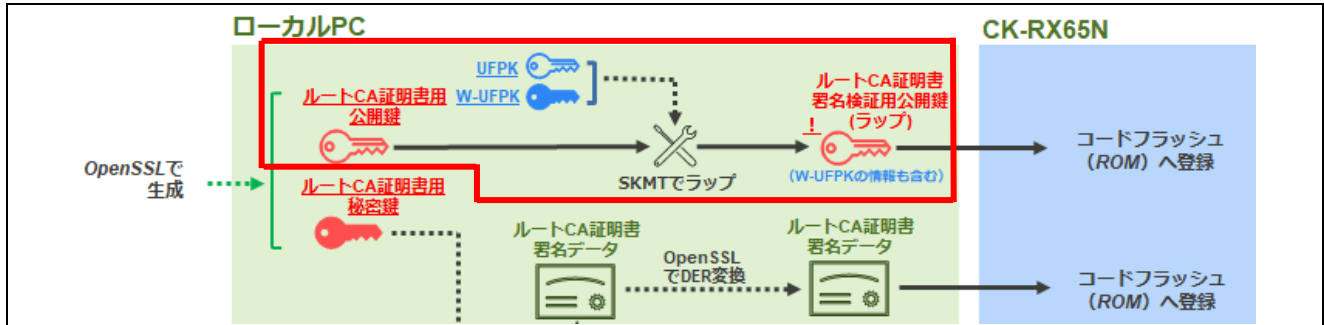 ローカルPC
CK-RX65N
UFPK
W-UFPK
ルートCA証明書用
公開鍵
ルートCA証明書
署名検証用公開鍵
(ラップ)
!
コードフラッシュ
（ROM）へ登録
OpenSSLで
生成
SKMTでラップ
(W-UFPKの情報も含む)
ルートCA証明書用
秘密鍵
ルートCA証明書
署名データ
OpenSSL
でDER変換
ルートCA証明書
署名データ
コードフラッシュ
（ROM）へ登録